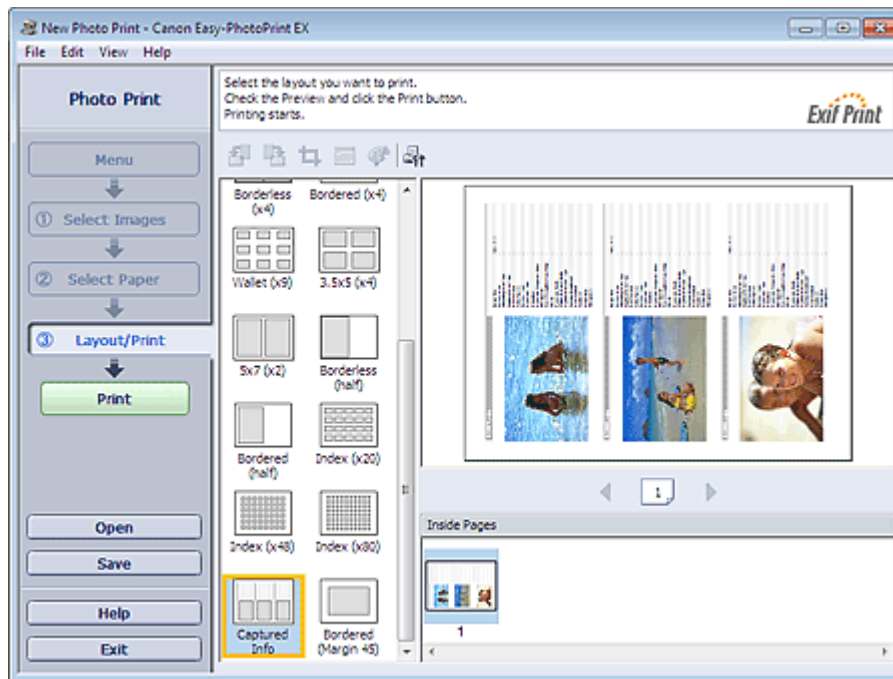 New Photo Print - Canon Easy-PhotoPrint EX
File Edit View Help
Photo Print
Select the layout you want to print.
Check the Preview and click the Print button.
Printing starts.
Exif Print
Menu
① Select Images
② Select Paper
③ Layout/Print
Print
Open
Save
Help
Exit
Borderless (x4)
Bordered (x4)
Wallet (x9)
3.5x5 (x4)
5x7 (x2)
Borderless (half)
Bordered (half)
Index (x20)
Index (x48)
Index (x80)
Captured Info
Bordered (Margin 45)
1
Inside Pages
1